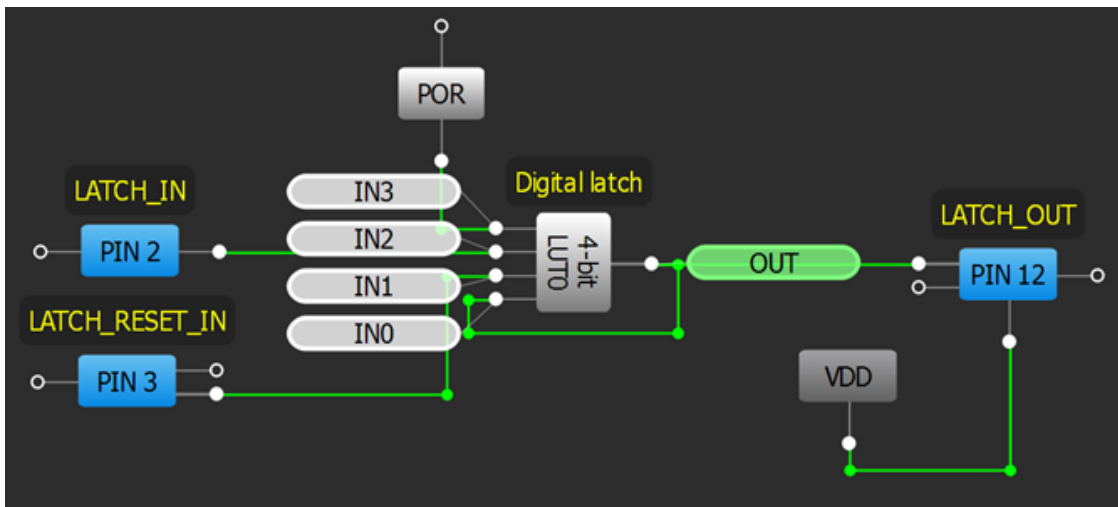 POR
LATCH_IN
PIN 2
LATCH_RESET_IN
PIN 3
IN3
IN2
IN1
IN0
Digital latch
4-bit
LUT0
OUT
LATCH_OUT
PIN 12
VDD